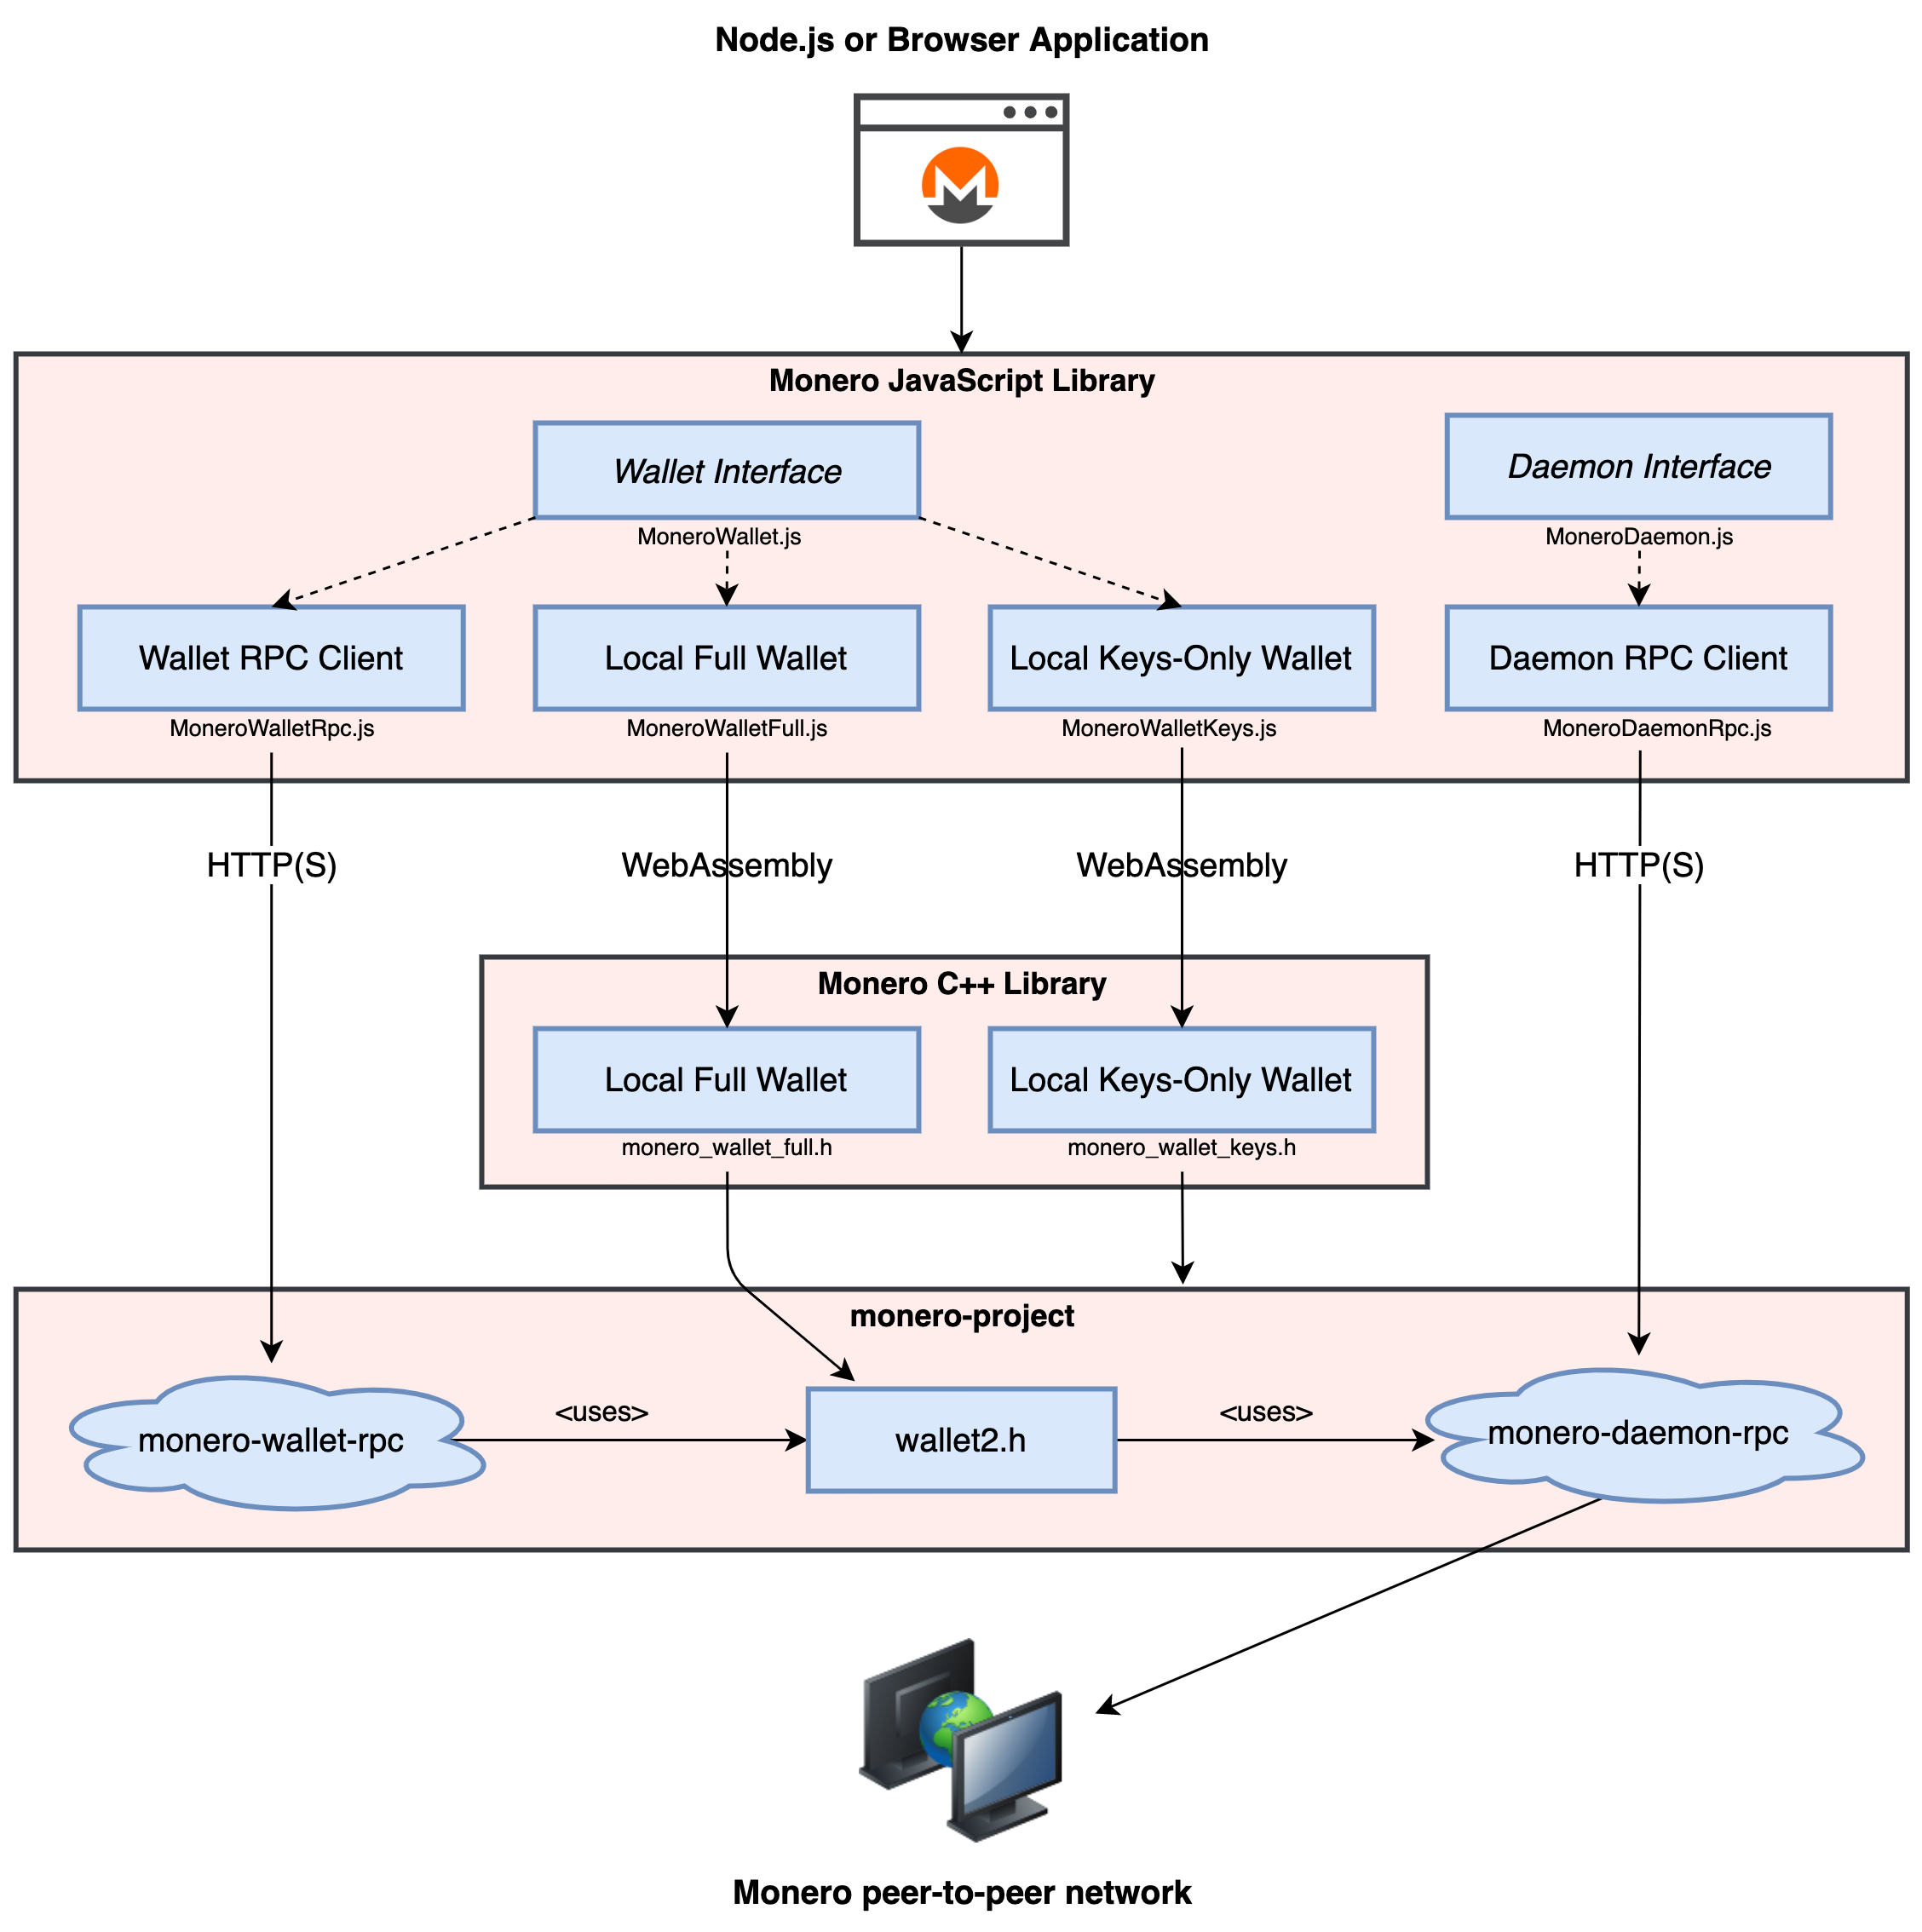 Node.js or Browser Application
Monero JavaScript Library
Wallet Interface
Daemon Interface
MoneroWallet.js
MoneroDaemon.js
Wallet RPC Client
Local Full Wallet
Local Keys-Only Wallet
Daemon RPC Client
MoneroWalletRpc.js
MoneroWalletFull.js
MoneroWalletKeys.js
MoneroDaemonRpc.js
HTTP(S)
WebAssembly
WebAssembly
HTTP(S)
Monero C++ Library
Local Full Wallet
Local Keys-Only Wallet
monero_wallet_full.h
monero_wallet_keys.h
monero-project
monero-wallet-rpc
<uses>
wallet2.h
<uses>
monero-daemon-rpc
Monero peer-to-peer network